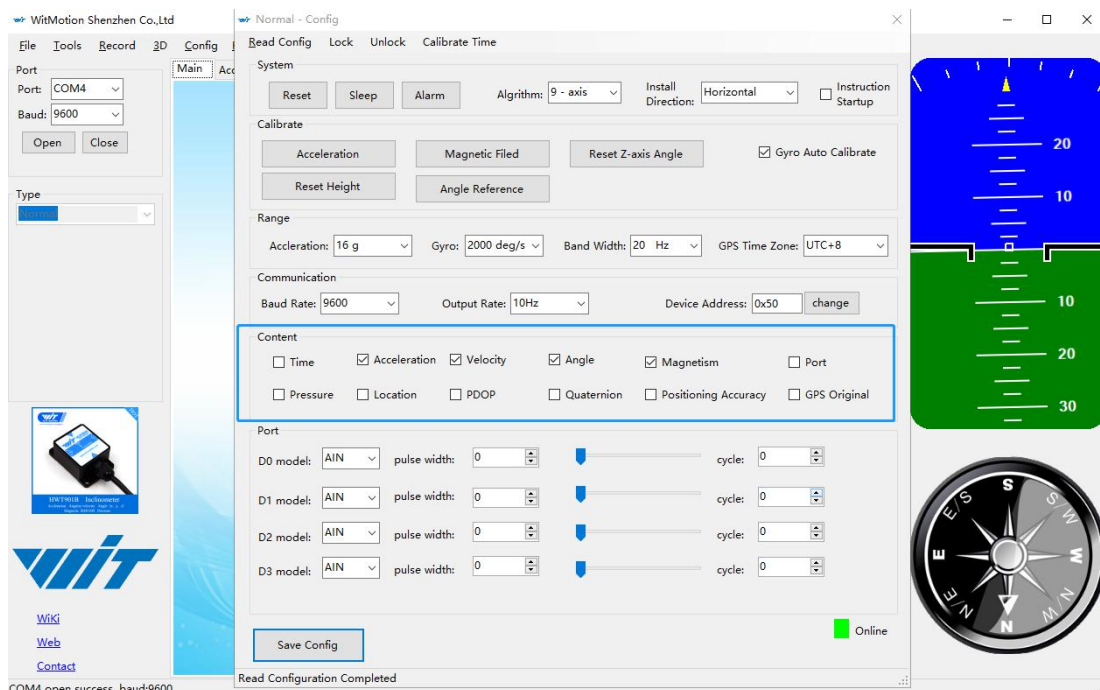 WitMotion Shenzhen Co.,Ltd
Normal - Config
File Tools Record 3D Config
Read Config Lock Unlock Calibrate Time
Port
Main Acc
Port: COM4
Baud: 9600
Open Close
Type
Normal
System
Reset Sleep Alarm Algrithm: 9 - axis Install Direction: Horizontal Instruction Startup
Calibrate
Acceleration Magnetic Filed Reset Z-axis Angle Gyro Auto Calibrate
Reset Height Angle Reference
Range
Accleration: 16 g Gyro: 2000 deg/s Band Width: 20 Hz GPS Time Zone: UTC+8
Communication
Baud Rate: 9600 Output Rate: 10Hz Device Address: 0x50 change
Content
Time Acceleration Velocity Angle Magnetism Port
Pressure Location PDOP Quaternion Positioning Accuracy GPS Original
Port
D0 model: AIN pulse width: 0 cycle: 0
D1 model: AIN pulse width: 0 cycle: 0
D2 model: AIN pulse width: 0 cycle: 0
D3 model: AIN pulse width: 0 cycle: 0
Save Config
Online
Read Configuration Completed
20
10
10
20
30
S
S/W
W
N/W
N
N/E
E
E/S
WIT
HWT901B Inclinometer
WIT
WiKi
Web
Contact
COM4 open success baud:9600